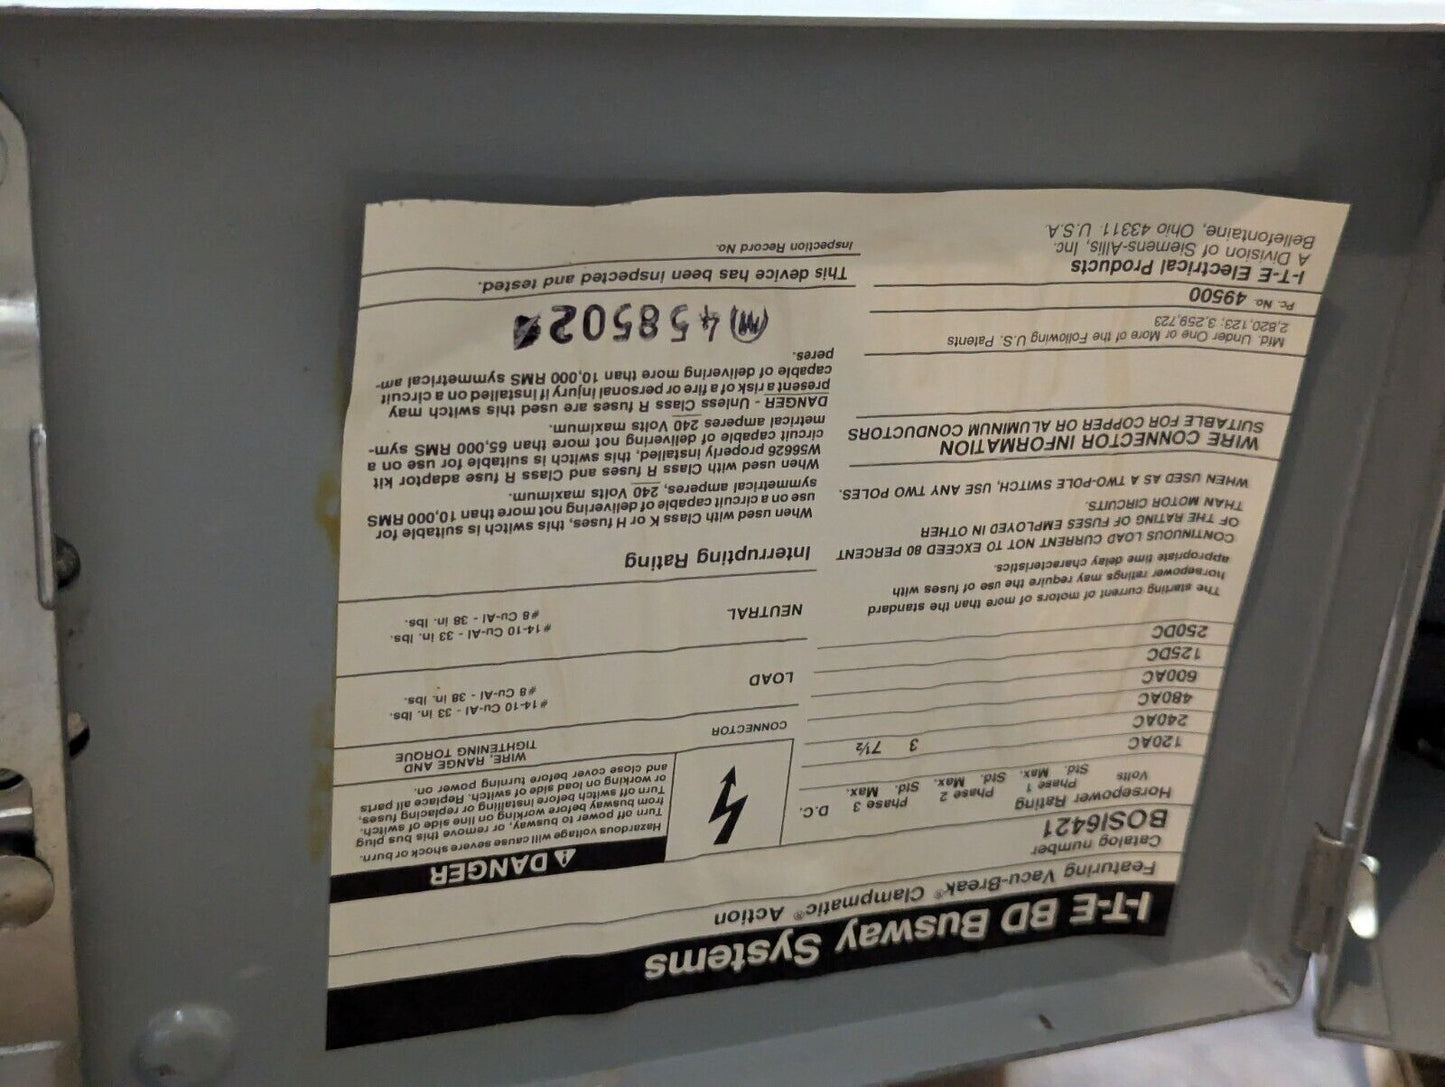 I-T-E BD Busway Systems
Featuring Vacu-Break® Clampmatic® Action
Catalog number
BOSI6421
Horsepower Rating
Volts
Phase 1
Phase 2
Phase 3
D.C.
Std. Max. Std. Max. Std. Max.
120AC
240AC
3 7½
480AC
600AC
125DC
250DC
The starting current of motors of more than the standard
horsepower ratings may require the use of fuses with
appropriate time delay characteristics.
CONTINUOUS LOAD CURRENT NOT TO EXCEED 80 PERCENT
OF THE RATING OF FUSES EMPLOYED IN OTHER
THAN MOTOR CIRCUITS.
WHEN USED AS A TWO-POLE SWITCH, USE ANY TWO POLES.
WIRE CONNECTOR INFORMATION
SUITABLE FOR COPPER OR ALUMINUM CONDUCTORS
Mfd. Under One or More of the Following U.S. Patents
2,820,123; 3,259,723
Pc. No. 49500
I-T-E Electrical Products
A Division of Siemens-Allis, Inc.
Bellefontaine, Ohio 43311 U.S.A.
⚠ DANGER
Hazardous voltage will cause severe shock or burn.
Turn off power to busway, or remove this bus plug
from busway before working on line side of switch.
Turn off switch before installing or replacing fuses,
or working on load side of switch. Replace all parts
and close cover before turning power on.
CONNECTOR
WIRE, RANGE AND
TIGHTENING TORQUE
LOAD
#14-10 Cu-Al - 33 in. lbs.
#8 Cu-Al - 38 in. lbs.
NEUTRAL
#14-10 Cu-Al - 33 in. lbs.
#8 Cu-Al - 38 in. lbs.
Interrupting Rating
When used with Class K or H fuses, this switch is suitable for
use on a circuit capable of delivering not more than 10,000 RMS
symmetrical amperes, 240 Volts maximum.
When used with Class R fuses and Class R fuse adaptor kit
W56626 properly installed, this switch is suitable for use on a
circuit capable of delivering not more than 65,000 RMS sym-
metrical amperes 240 Volts maximum.
DANGER - Unless Class R fuses are used this switch may
present a risk of a fire or personal injury if installed on a circuit
capable of delivering more than 10,000 RMS symmetrical am-
peres.
(M) 458502
This device has been inspected and tested.
Inspection Record No.